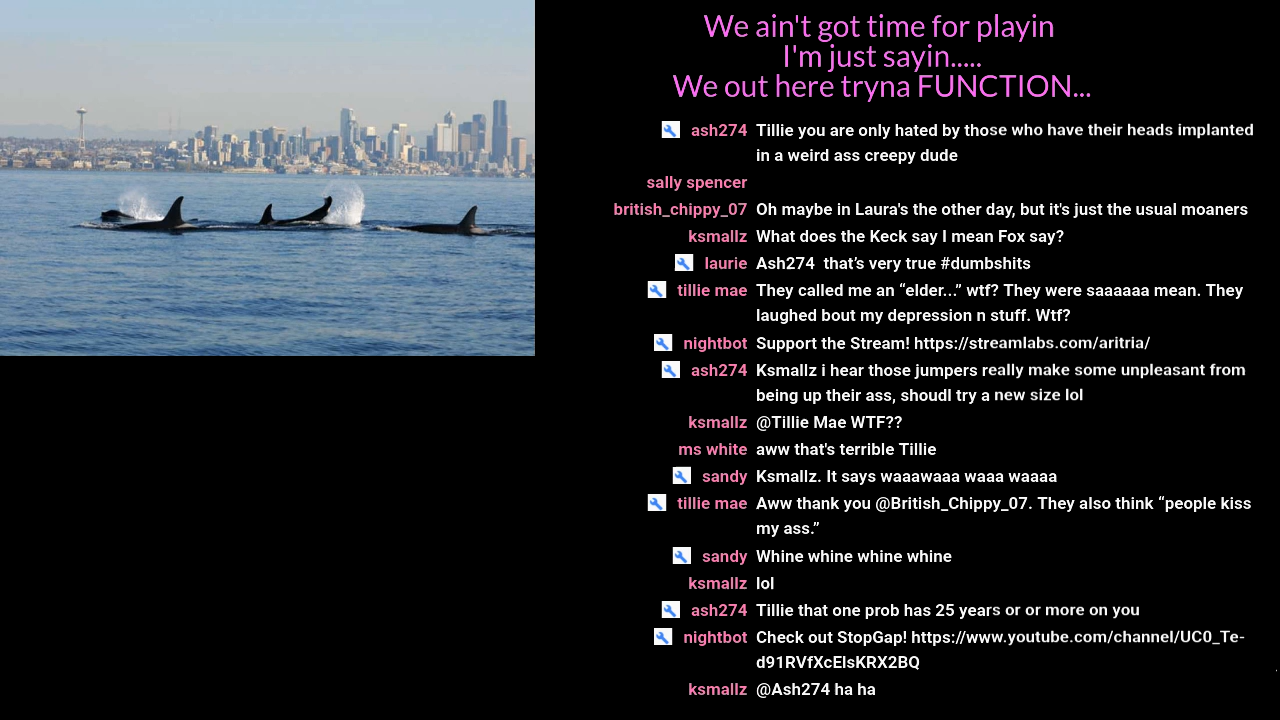 We ain't got time for playin
I'm just sayin.....
We out here tryna FUNCTION...
ash274 Tillie you are only hated by those who have their heads implanted
in a weird ass creepy dude
sally spencer
british_chippy_07 Oh maybe in Laura's the other day, but it's just the usual moaners
ksmallz What does the Keck say I mean Fox say?
laurie Ash274  that’s very true #dumbshits
tillie mae They called me an “elder...” wtf? They were saaaaaa mean. They
laughed bout my depression n stuff. Wtf?
nightbot Support the Stream! https://streamlabs.com/aritria/
ash274 Ksmallz i hear those jumpers really make some unpleasant from
being up their ass, shoudl try a new size lol
ksmallz @Tillie Mae WTF??
ms white aww that's terrible Tillie
sandy Ksmallz. It says waaawaaa waaa waaaa
tillie mae Aww thank you @British_Chippy_07. They also think “people kiss
my ass.”
sandy Whine whine whine whine
ksmallz lol
ash274 Tillie that one prob has 25 years or or more on you
nightbot Check out StopGap! https://www.youtube.com/channel/UC0_Te-
d91RVfXcEIsKRX2BQ
ksmallz @Ash274 ha ha